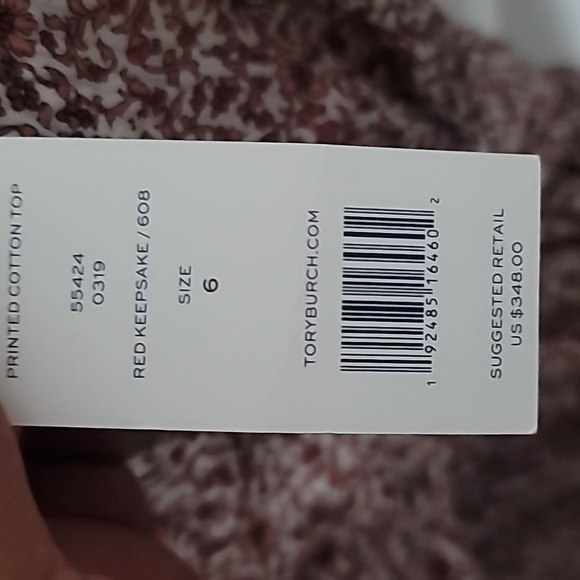 PRINTED COTTON TOP
55424
0319
RED KEEPSAKE / 608
SIZE
6
TORYBURCH.COM
1 92485 16460 2
SUGGESTED RETAIL
US $348.00